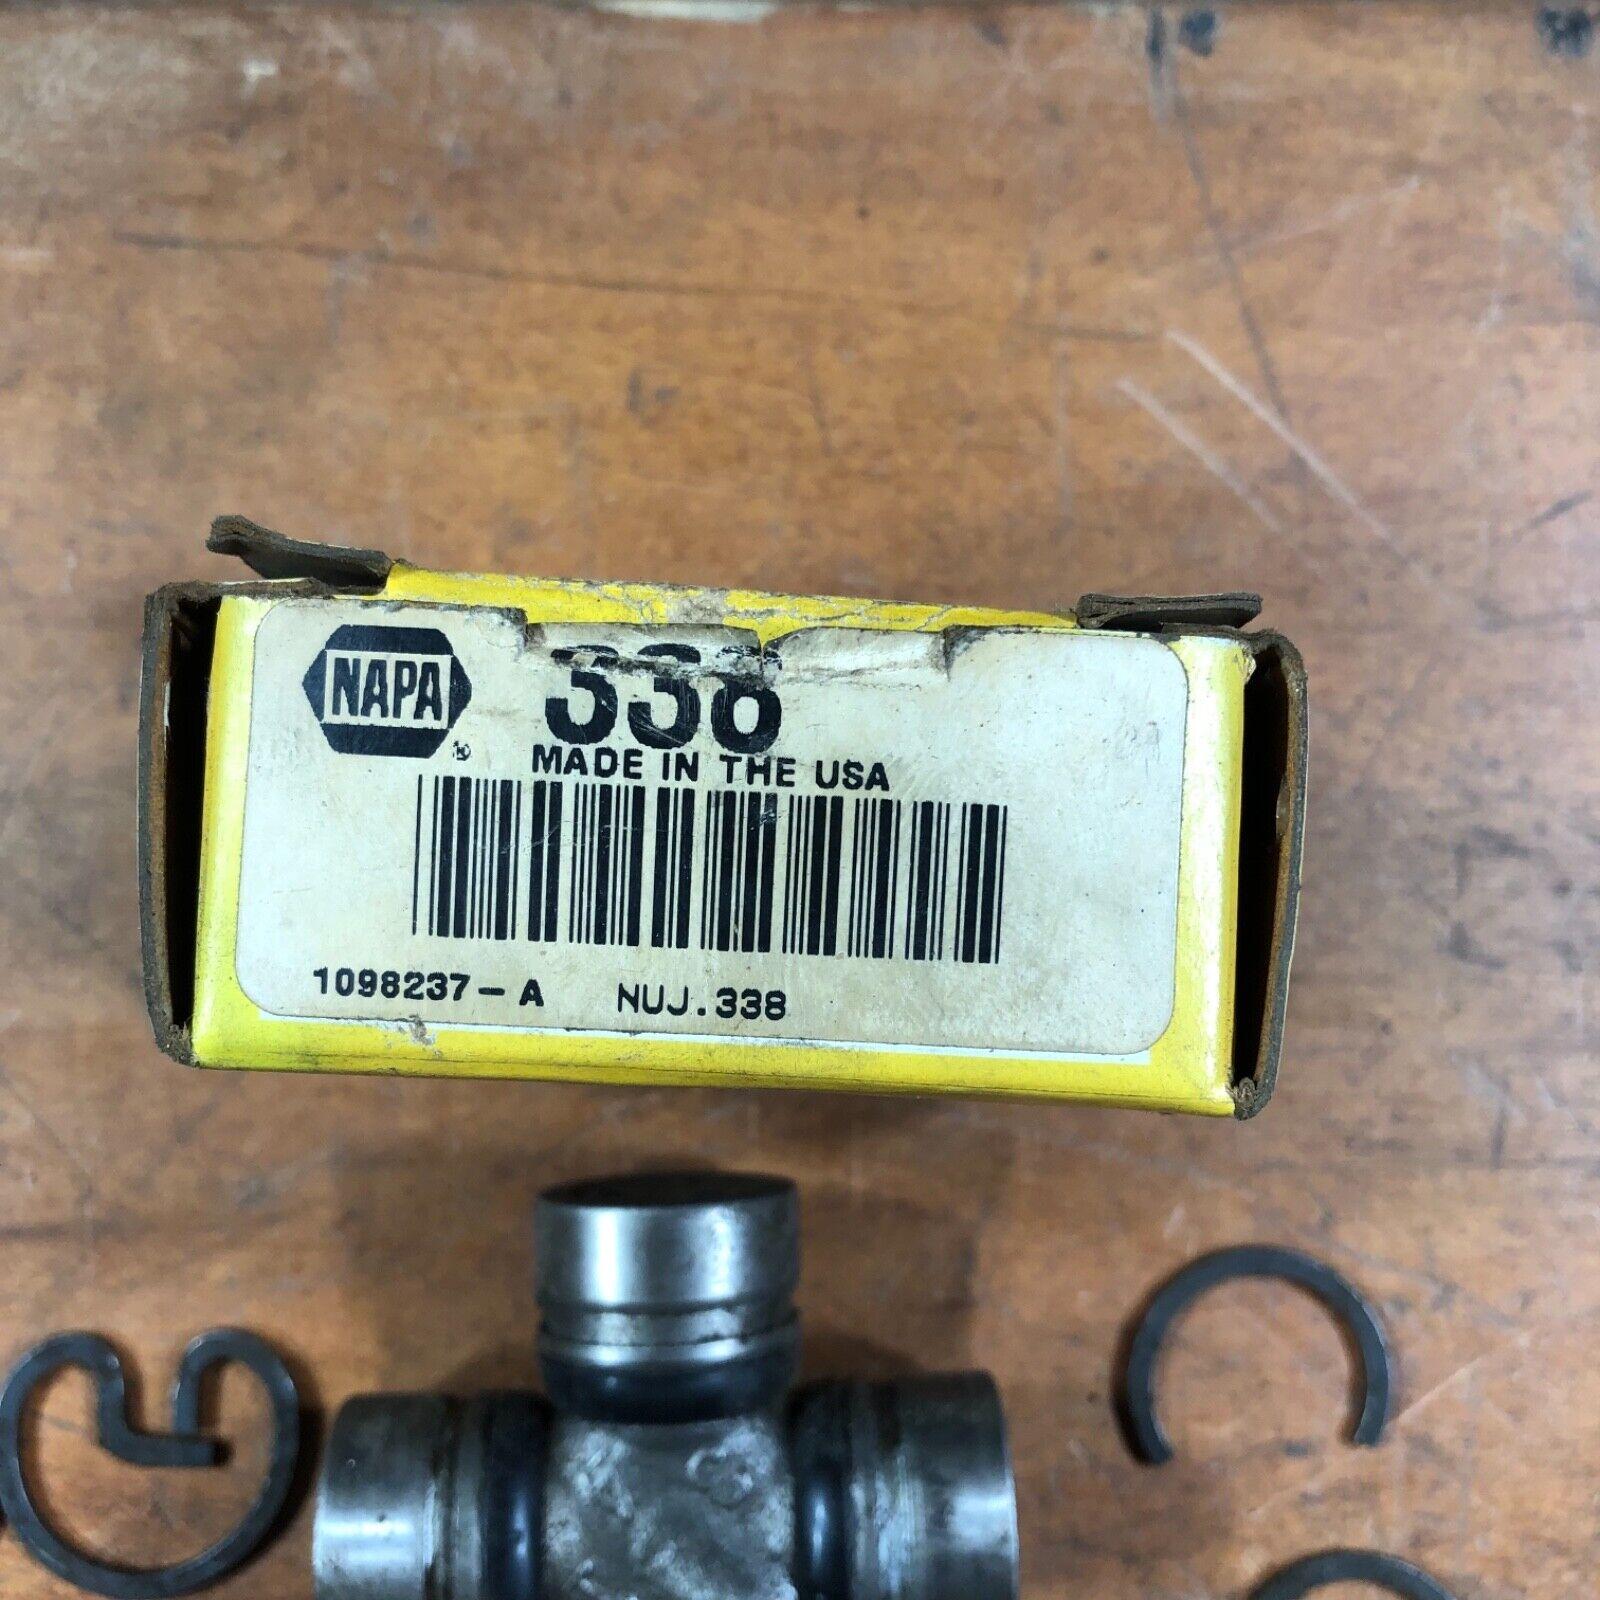 NAPA 338
MADE IN THE USA
1098237-A NUJ.338